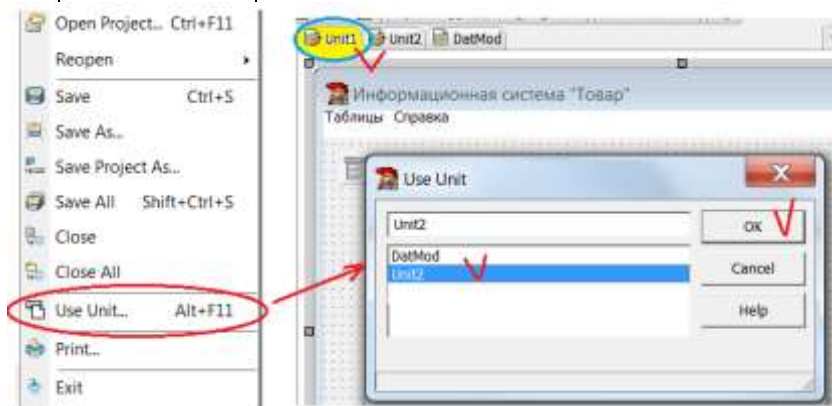 Open Project... Ctrl+F11
Reopen
Save Ctrl+S
Save As...
Save Project As...
Save All Shift+Ctrl+S
Close
Close All
Use Unit... Alt+F11
Print...
Exit
Unit1 Unit2 DatMod
Информационная система "Товар"
Таблицы Справка
Use Unit
Unit2
OK
DatMod
Unit2
Cancel
Help